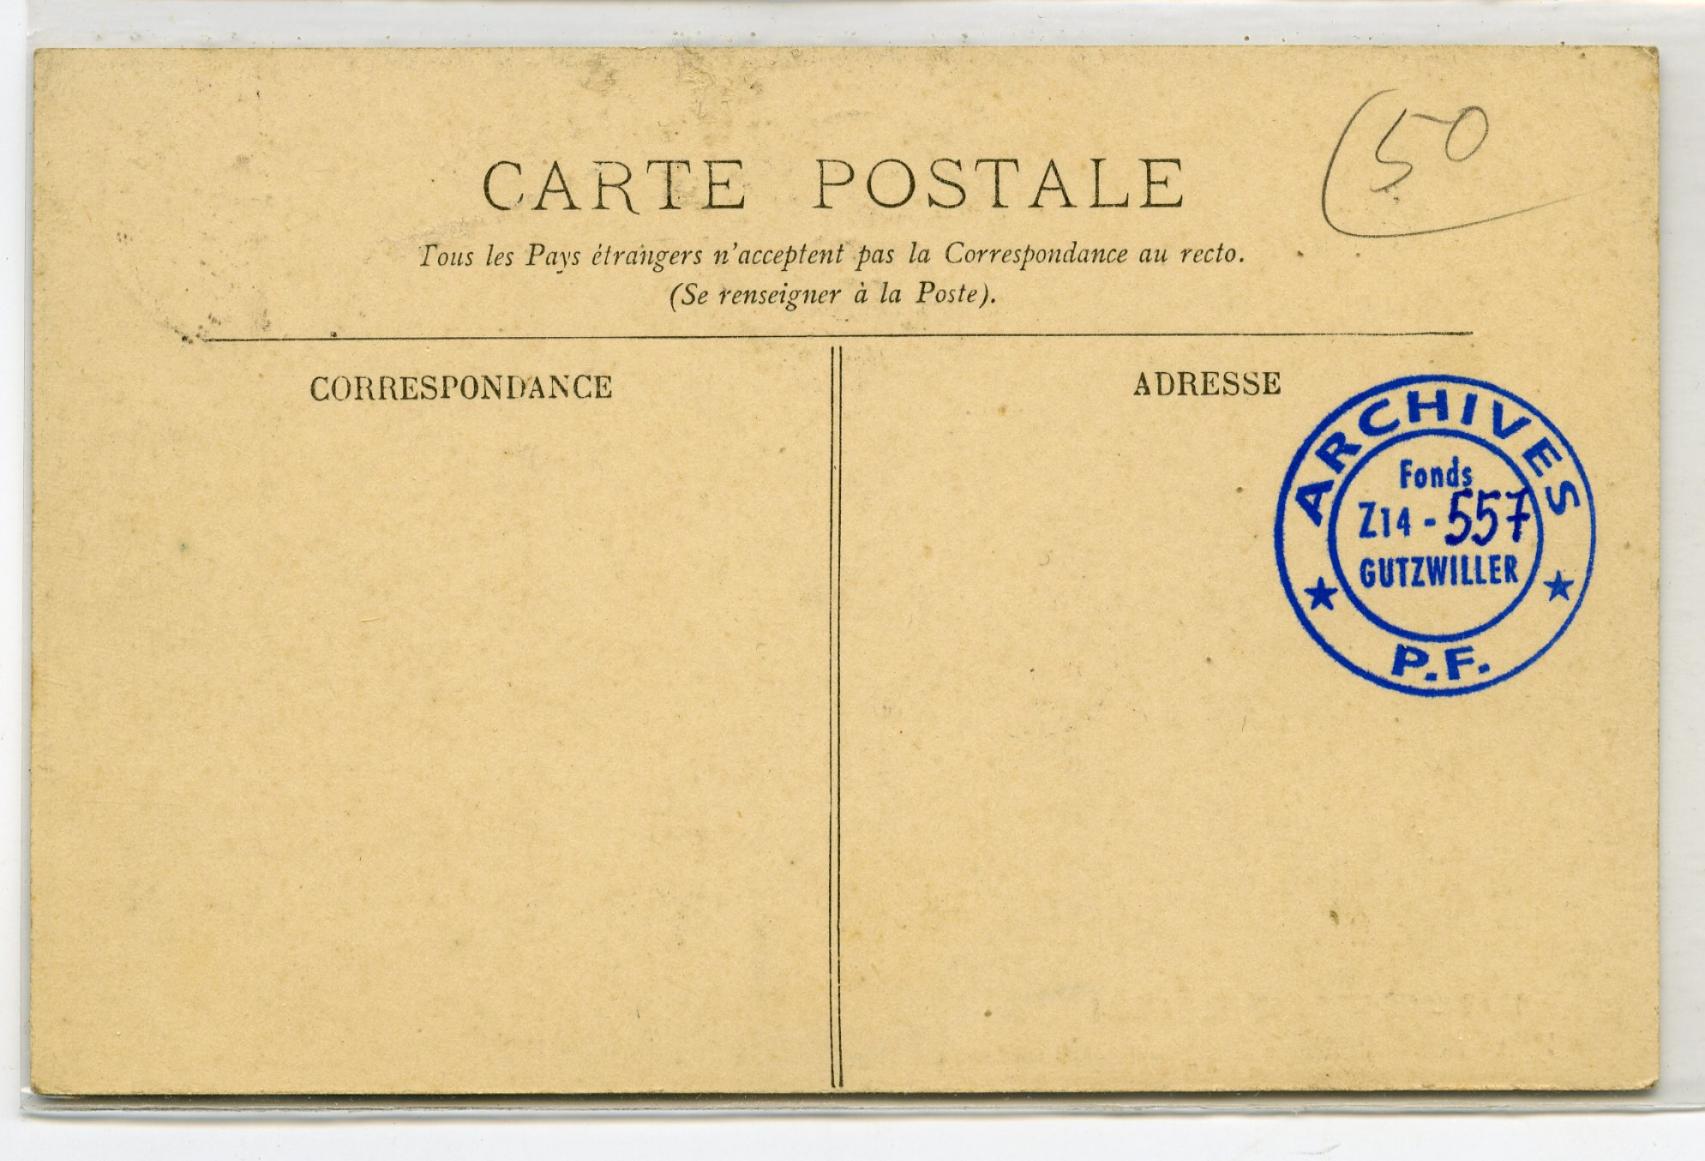 50
CARTE POSTALE
Tous les Pays étrangers n'acceptent pas la Correspondance au recto.
(Se renseigner à la Poste).
CORRESPONDANCE
ADRESSE
ARCHIVES
Fonds
Z14 - 557
GUTZWILLER
P.F.